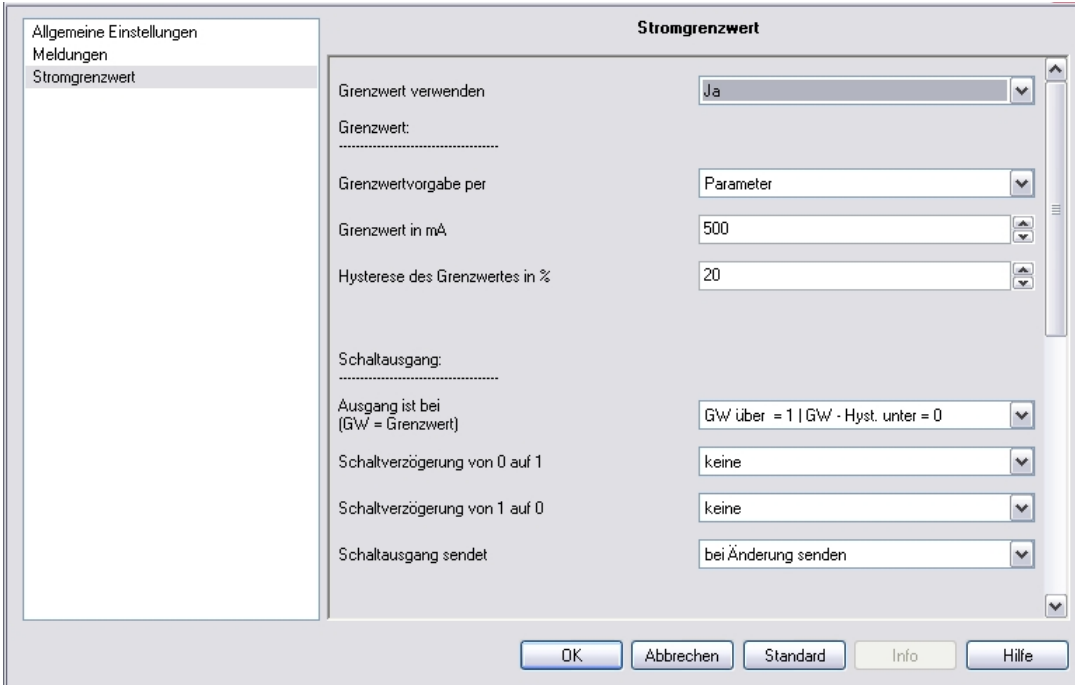 Allgemeine Einstellungen
Meldungen
Stromgrenzwert
Stromgrenzwert
Grenzwert verwenden
Ja
Grenzwert:
--------------------------------------
Grenzwertvorgabe per
Parameter
Grenzwert in mA
500
Hysterese des Grenzwertes in %
20
Schaltausgang:
--------------------------------------
Ausgang ist bei
(GW = Grenzwert)
GW über = 1 | GW - Hyst. unter = 0
Schaltverzögerung von 0 auf 1
keine
Schaltverzögerung von 1 auf 0
keine
Schaltausgang sendet
bei Änderung senden
OK
Abbrechen
Standard
Info
Hilfe